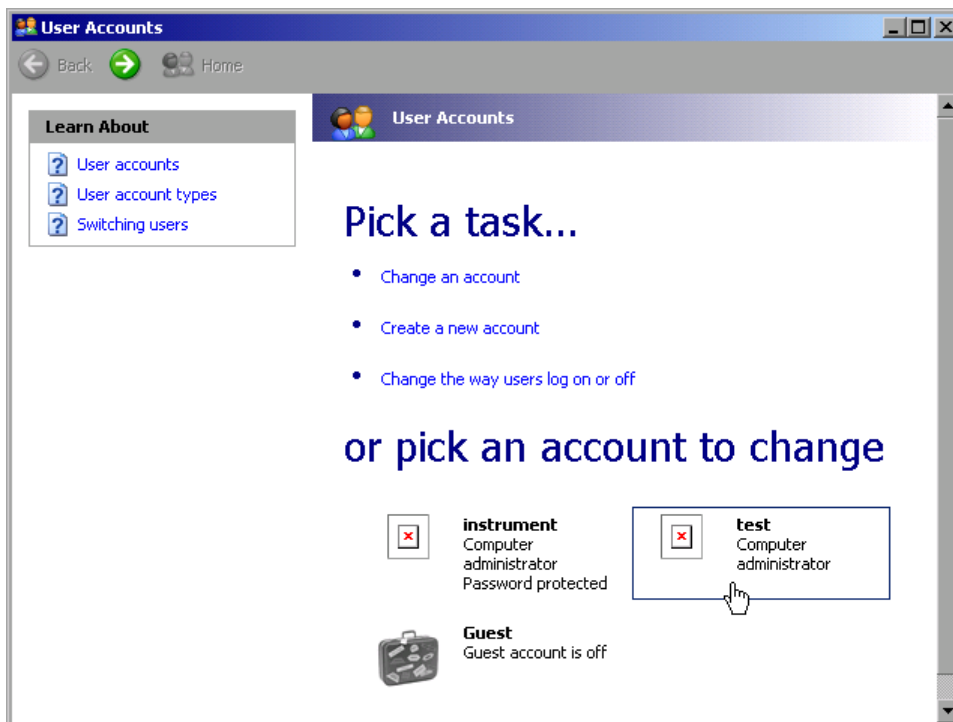 User Accounts
Back
Home
Learn About
User accounts
User account types
Switching users
User Accounts
Pick a task...
Change an account
Create a new account
Change the way users log on or off
or pick an account to change
instrument
Computer
administrator
Password protected
test
Computer
administrator
Guest
Guest account is off